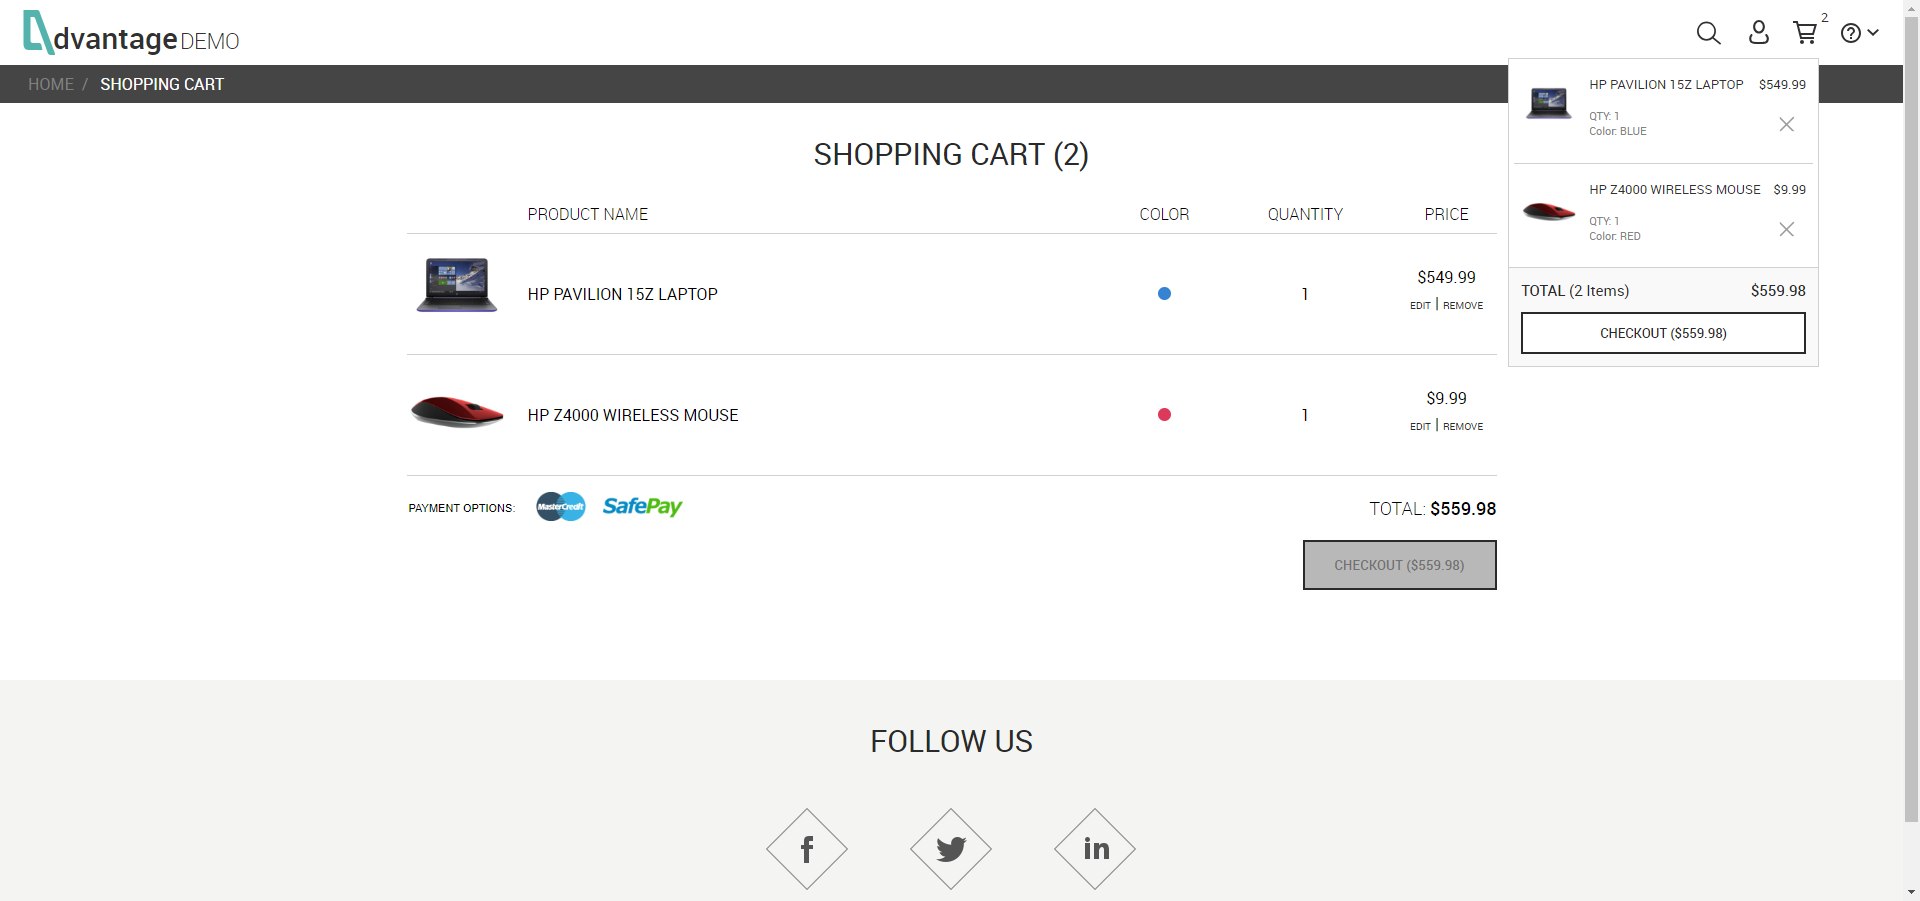 dvantage DEMO
2
HOME / SHOPPING CART
HP PAVILION 15Z LAPTOP $549.99
QTY: 1
Color: BLUE
HP Z4000 WIRELESS MOUSE $9.99
QTY: 1
Color: RED
TOTAL (2 Items) $559.98
CHECKOUT ($559.98)
SHOPPING CART (2)
PRODUCT NAME COLOR QUANTITY PRICE
HP PAVILION 15Z LAPTOP 1 $549.99
EDIT | REMOVE
HP Z4000 WIRELESS MOUSE 1 $9.99
EDIT | REMOVE
PAYMENT OPTIONS: MasterCredit SafePay TOTAL: $559.98
CHECKOUT ($559.98)
FOLLOW US
f
in